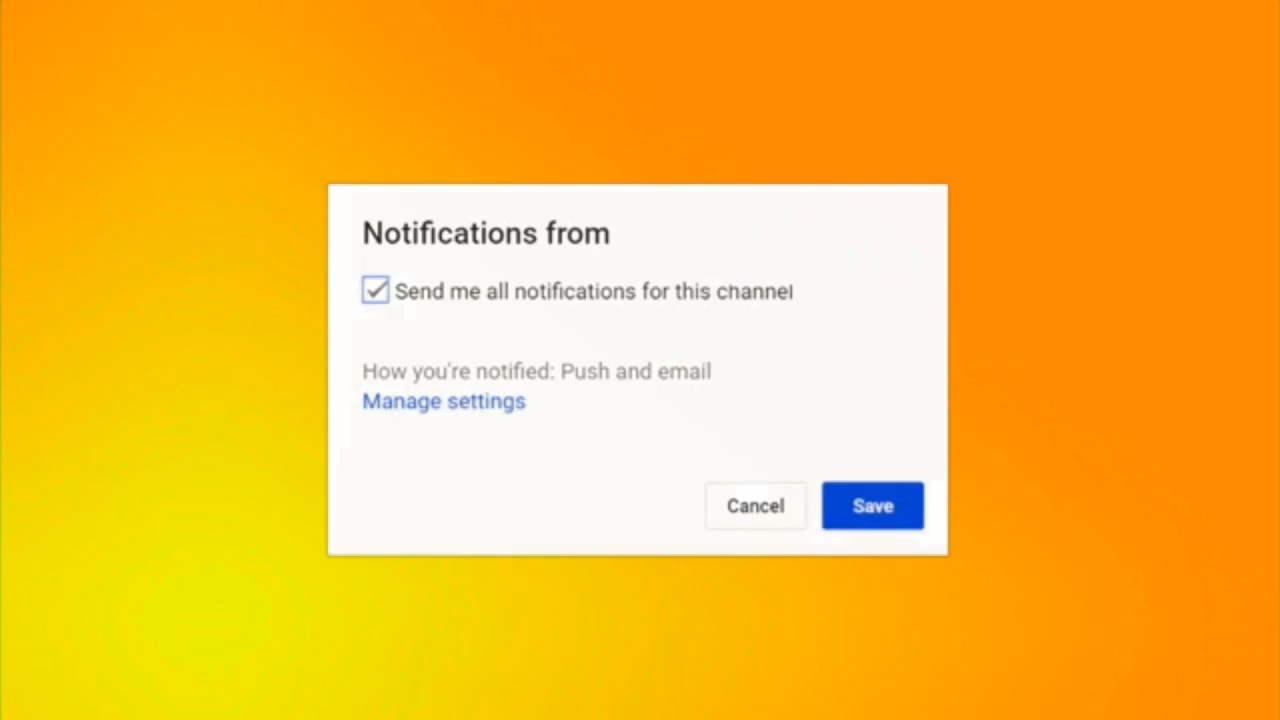 Notifications from
Send me all notifications for this channel
How you're notified: Push and email
Manage settings
Cancel
Save